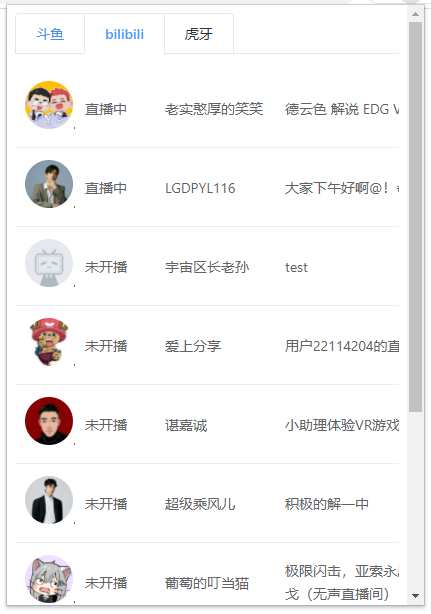 斗鱼 bilibili 虎牙
直播中 老实憨厚的笑笑 德云色 解说 EDG V
直播中 LGDPYL116 大家下午好啊@！
未开播 宇宙区长老孙 test
未开播 爱上分享 用户22114204的直
未开播 谌嘉诚 小助理体验VR游戏
未开播 超级乘风儿 积极的解一中
未开播 葡萄的叮当猫 极限闪击，亚索永
戈（无声直播间）